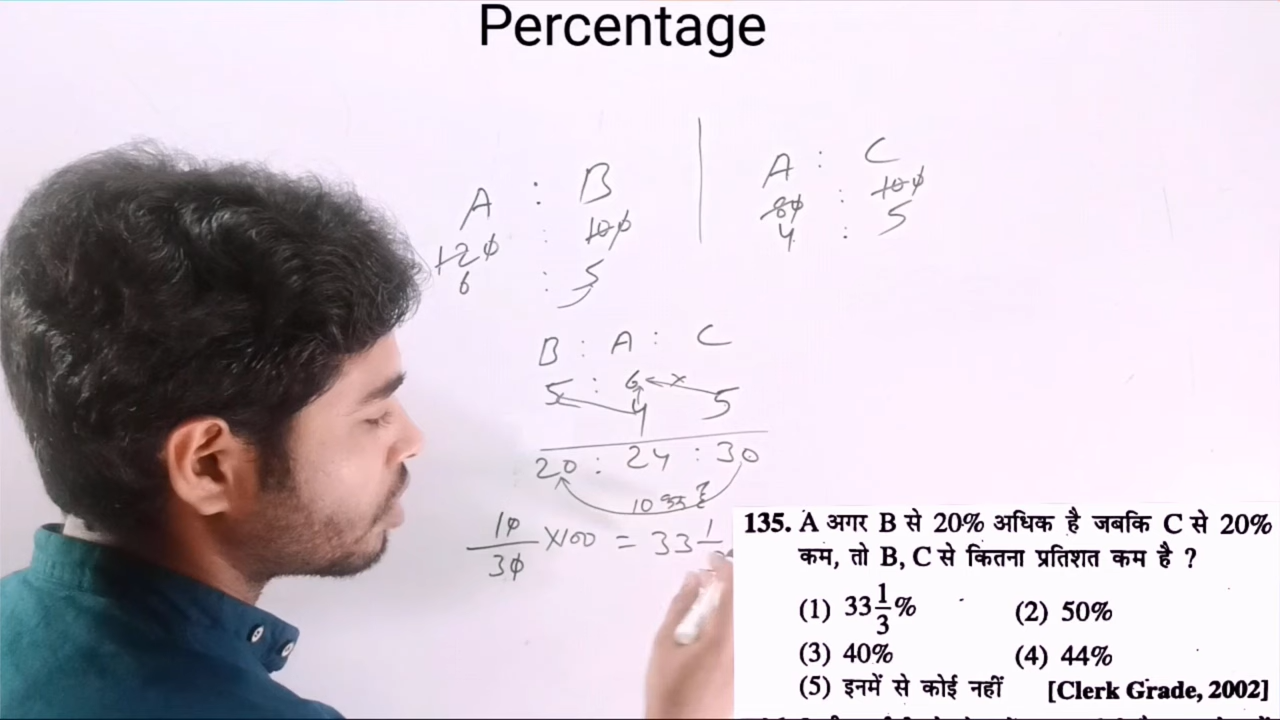 Percentage
A : B
120 : 100
6 : 5
A : C
80 : 100
4 : 5
B : A : C
5 : 6
4 5
20 : 24 : 30
10 कम है
10/30 ×100 = 33 1
135. A अगर B से 20% अधिक है जबकि C से 20%
कम, तो B, C से कितना प्रतिशत कम है ?
(1) 33 1/3% (2) 50%
(3) 40% (4) 44%
(5) इनमें से कोई नहीं [Clerk Grade, 2002]